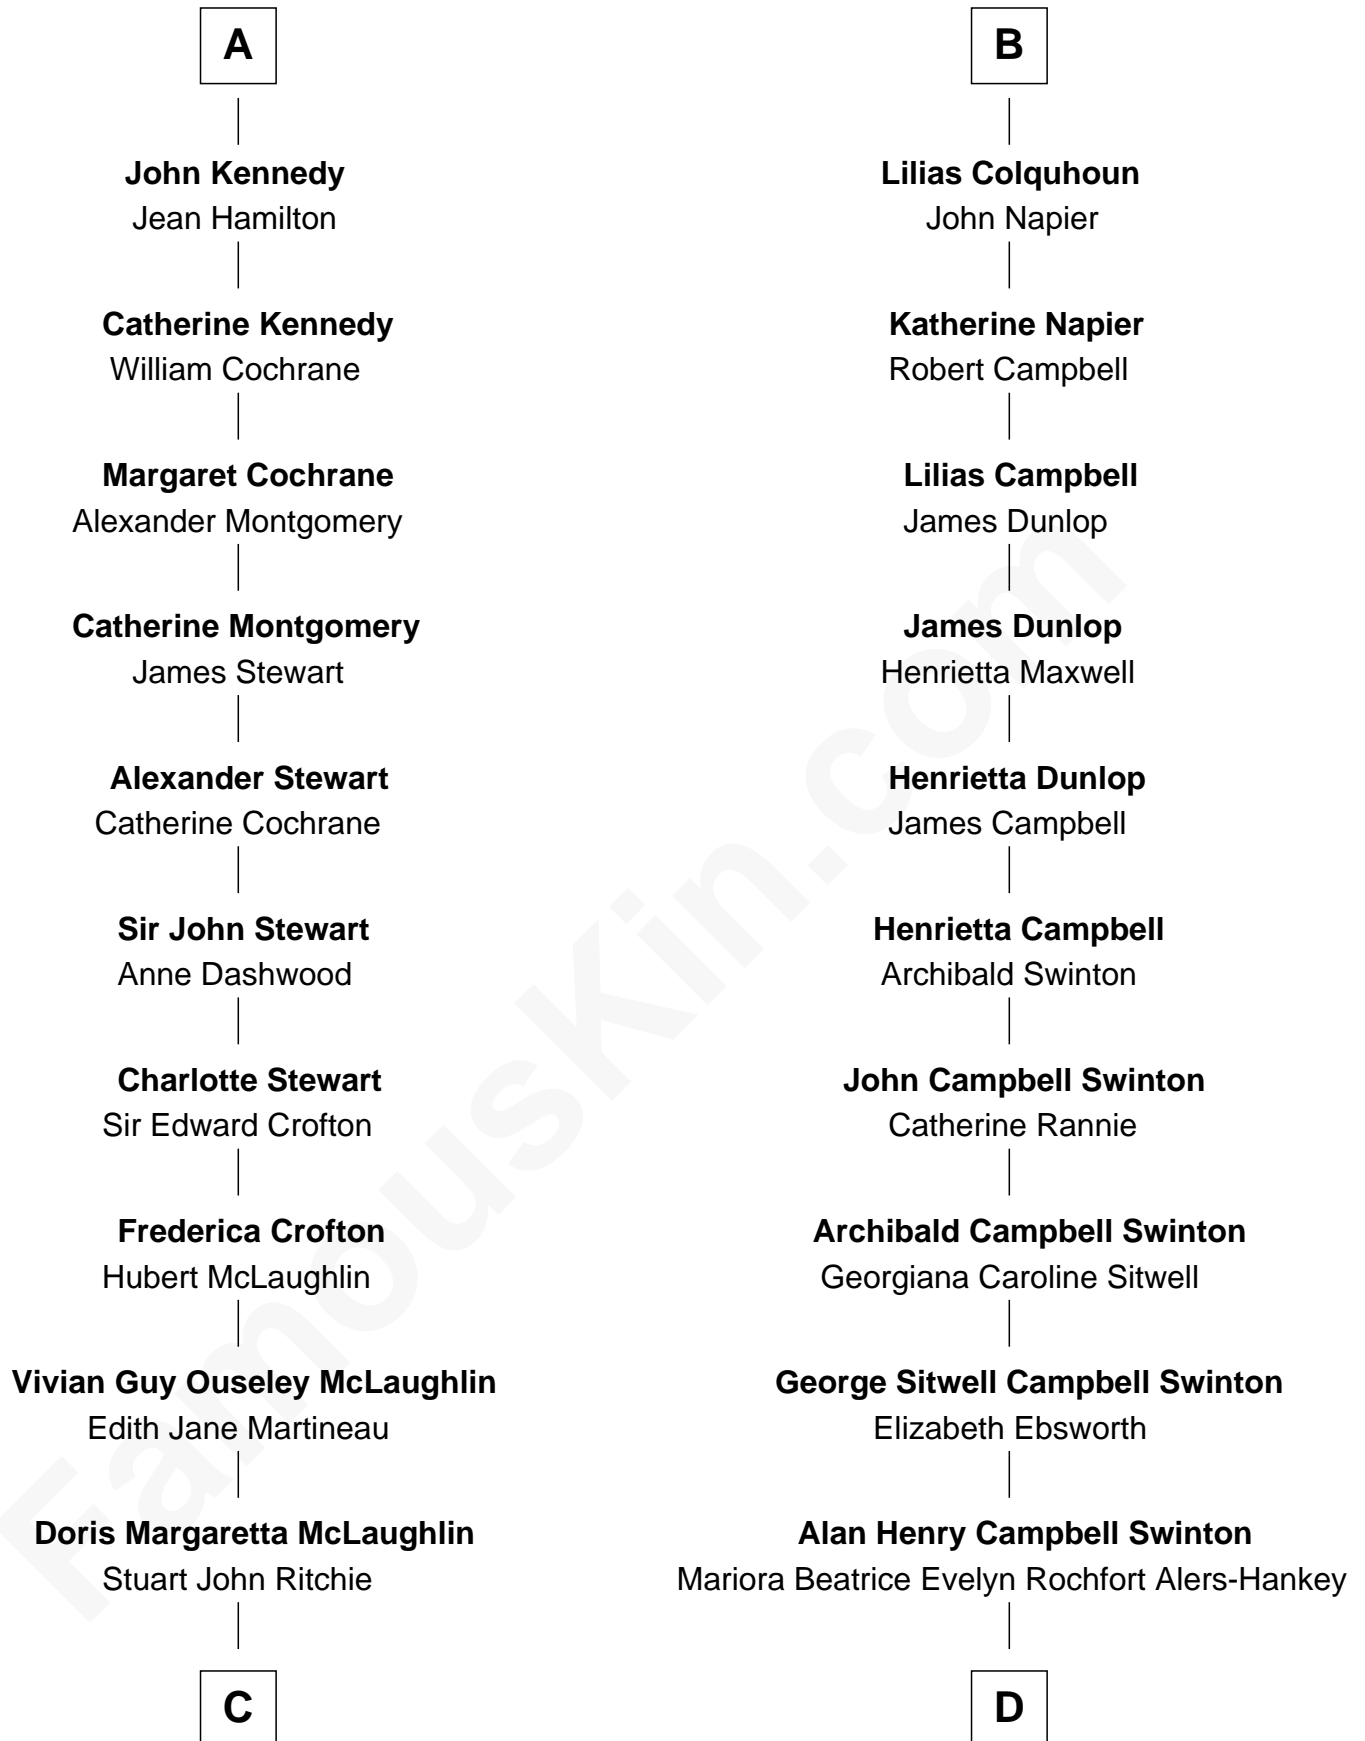 A
John Kennedy
Jean Hamilton
Catherine Kennedy
William Cochrane
Margaret Cochrane
Alexander Montgomery
Catherine Montgomery
James Stewart
Alexander Stewart
Catherine Cochrane
Sir John Stewart
Anne Dashwood
Charlotte Stewart
Sir Edward Crofton
Frederica Crofton
Hubert McLaughlin
Vivian Guy Ouseley McLaughlin
Edith Jane Martineau
Doris Margaretta McLaughlin
Stuart John Ritchie
C
B
Lilias Colquhoun
John Napier
Katherine Napier
Robert Campbell
Lilias Campbell
James Dunlop
James Dunlop
Henrietta Maxwell
Henrietta Dunlop
James Campbell
Henrietta Campbell
Archibald Swinton
John Campbell Swinton
Catherine Rannie
Archibald Campbell Swinton
Georgiana Caroline Sitwell
George Sitwell Campbell Swinton
Elizabeth Ebsworth
Alan Henry Campbell Swinton
Mariora Beatrice Evelyn Rochfort Alers-Hankey
D
FamousKin.com